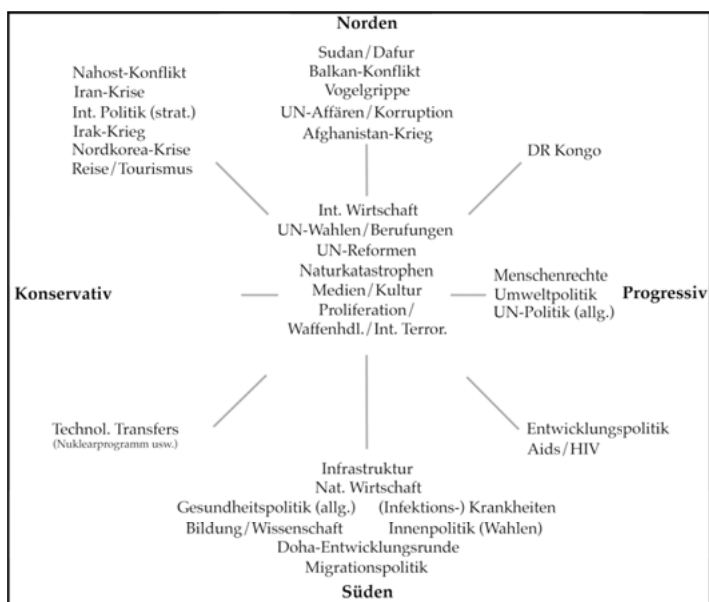 Norden
Sudan/Dafur
Balkan-Konflikt
Vogelgrippe
UN-Affären/Korruption
Afghanistan-Krieg
Nahost-Konflikt
Iran-Krise
Int. Politik (strat.)
Irak-Krieg
Nordkorea-Krise
Reise/Tourismus
DR Kongo
Int. Wirtschaft
UN-Wahlen/Berufungen
UN-Reformen
Naturkatastrophen
Medien/Kultur
Proliferation/
Waffenhdl./Int. Terror.
Konservativ
Menschenrechte
Umweltpolitik
UN-Politik (allg.)
Progressiv
Technol. Transfers
(Nuklearprogramm usw.)
Entwicklungspolitik
Aids/HIV
Infrastruktur
Nat. Wirtschaft
Gesundheitspolitik (allg.) (Infektions-) Krankheiten
Bildung/Wissenschaft Innenpolitik (Wahlen)
Doha-Entwicklungsrunde
Migrationspolitik
Süden